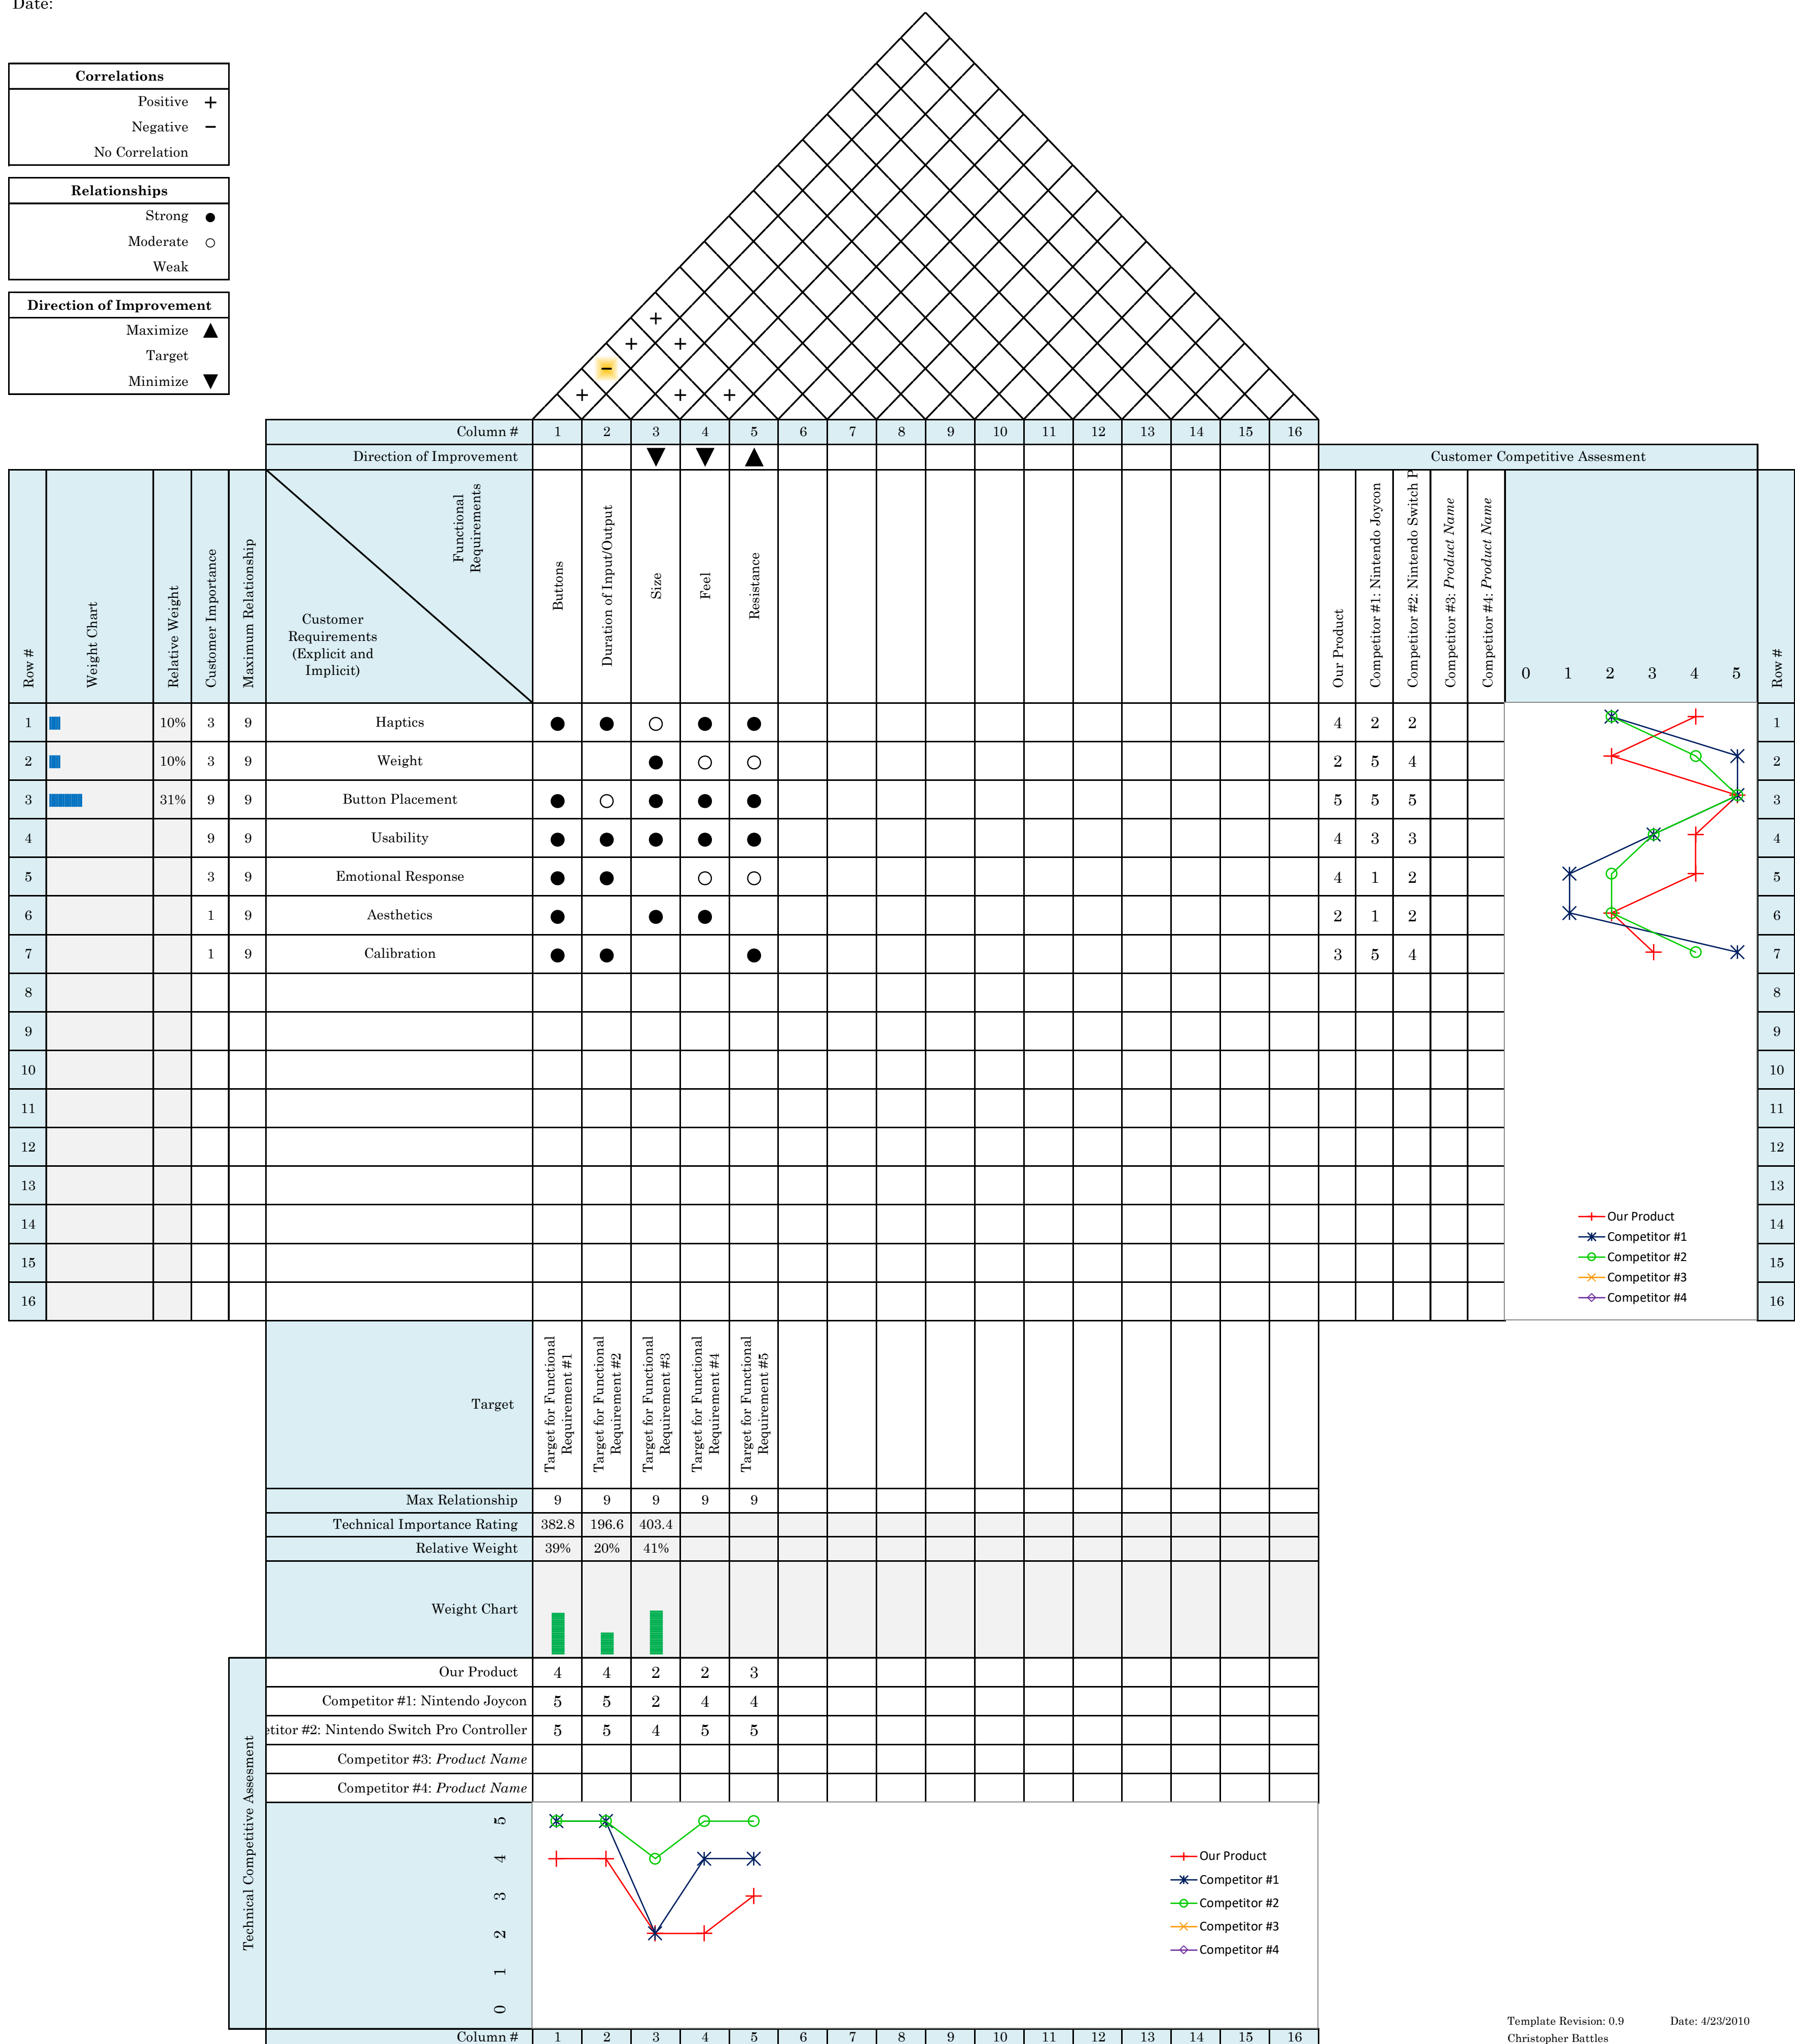 Date:
Correlations
Positive +
Negative −
No Correlation
Relationships
Strong ●
Moderate ○
Weak
Direction of Improvement
Maximize ▲
Target
Minimize ▼
+
+ +
−
+ + +
Column # 1 2 3 4 5 6 7 8 9 10 11 12 13 14 15 16
Direction of Improvement ▼ ▼ ▲ Customer Competitive Assesment
Row #
Weight Chart
Relative Weight
Customer Importance
Maximum Relationship
Functional
Requirements
Customer
Requirements
(Explicit and
Implicit)
Buttons
Duration of Input/Output
Size
Feel
Resistance
Our Product
Competitor #1: Nintendo Joycon
Competitor #2: Nintendo Switch P
Competitor #3: Product Name
Competitor #4: Product Name
0 1 2 3 4 5
Row #
1 10% 3 9 Haptics ● ● ○ ● ● 4 2 2 1
2 10% 3 9 Weight ● ○ ○ 2 5 4 2
3 31% 9 9 Button Placement ● ○ ● ● ● 5 5 5 3
4 9 9 Usability ● ● ● ● ● 4 3 3 4
5 3 9 Emotional Response ● ● ○ ○ 4 1 2 5
6 1 9 Aesthetics ● ● ● 2 1 2 6
7 1 9 Calibration ● ● ● 3 5 4 7
8 8
9 9
10 10
11 11
12 12
13 13
14 14
15 15
16 16
Our Product
Competitor #1
Competitor #2
Competitor #3
Competitor #4
Target
Target for Functional
Requirement #1
Target for Functional
Requirement #2
Target for Functional
Requirement #3
Target for Functional
Requirement #4
Target for Functional
Requirement #5
Max Relationship 9 9 9 9 9
Technical Importance Rating 382.8 196.6 403.4
Relative Weight 39% 20% 41%
Weight Chart
Technical Competitive Assesment
Our Product 4 4 2 2 3
Competitor #1: Nintendo Joycon 5 5 2 4 4
etitor #2: Nintendo Switch Pro Controller 5 5 4 5 5
Competitor #3: Product Name
Competitor #4: Product Name
5
4
3
2
1
0
Our Product
Competitor #1
Competitor #2
Competitor #3
Competitor #4
Column # 1 2 3 4 5 6 7 8 9 10 11 12 13 14 15 16
Template Revision: 0.9 Date: 4/23/2010
Christopher Battles